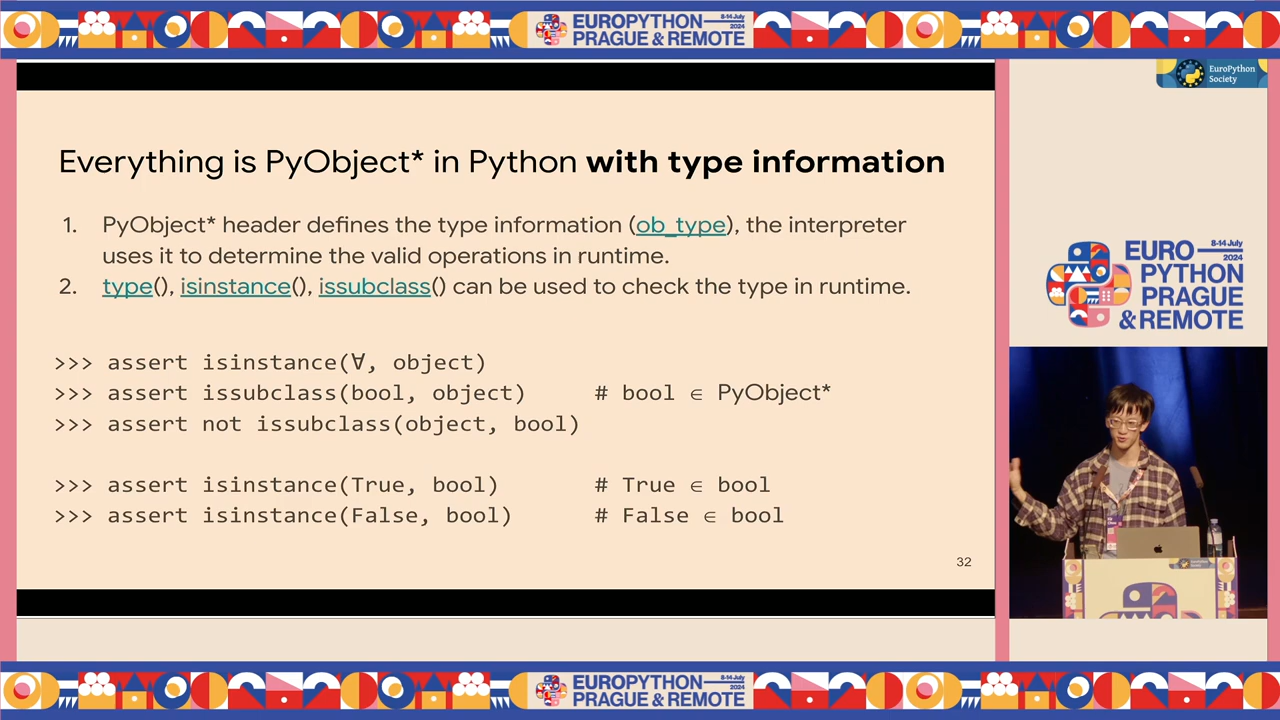 EUROPYTHON
8-14 July
2024
PRAGUE & REMOTE
EuroPython
Society
Everything is PyObject* in Python with type information
1. PyObject* header defines the type information (ob_type), the interpreter
uses it to determine the valid operations in runtime.
2. type(), isinstance(), issubclass() can be used to check the type in runtime.
>>> assert isinstance(∀, object)
>>> assert issubclass(bool, object) # bool ∈ PyObject*
>>> assert not issubclass(object, bool)
>>> assert isinstance(True, bool) # True ∈ bool
>>> assert isinstance(False, bool) # False ∈ bool
32
EURO
8-14 July
2024
PYTHON
PRAGUE
& REMOTE
EUROPYTHON
8-14 July
2024
PRAGUE & REMOTE